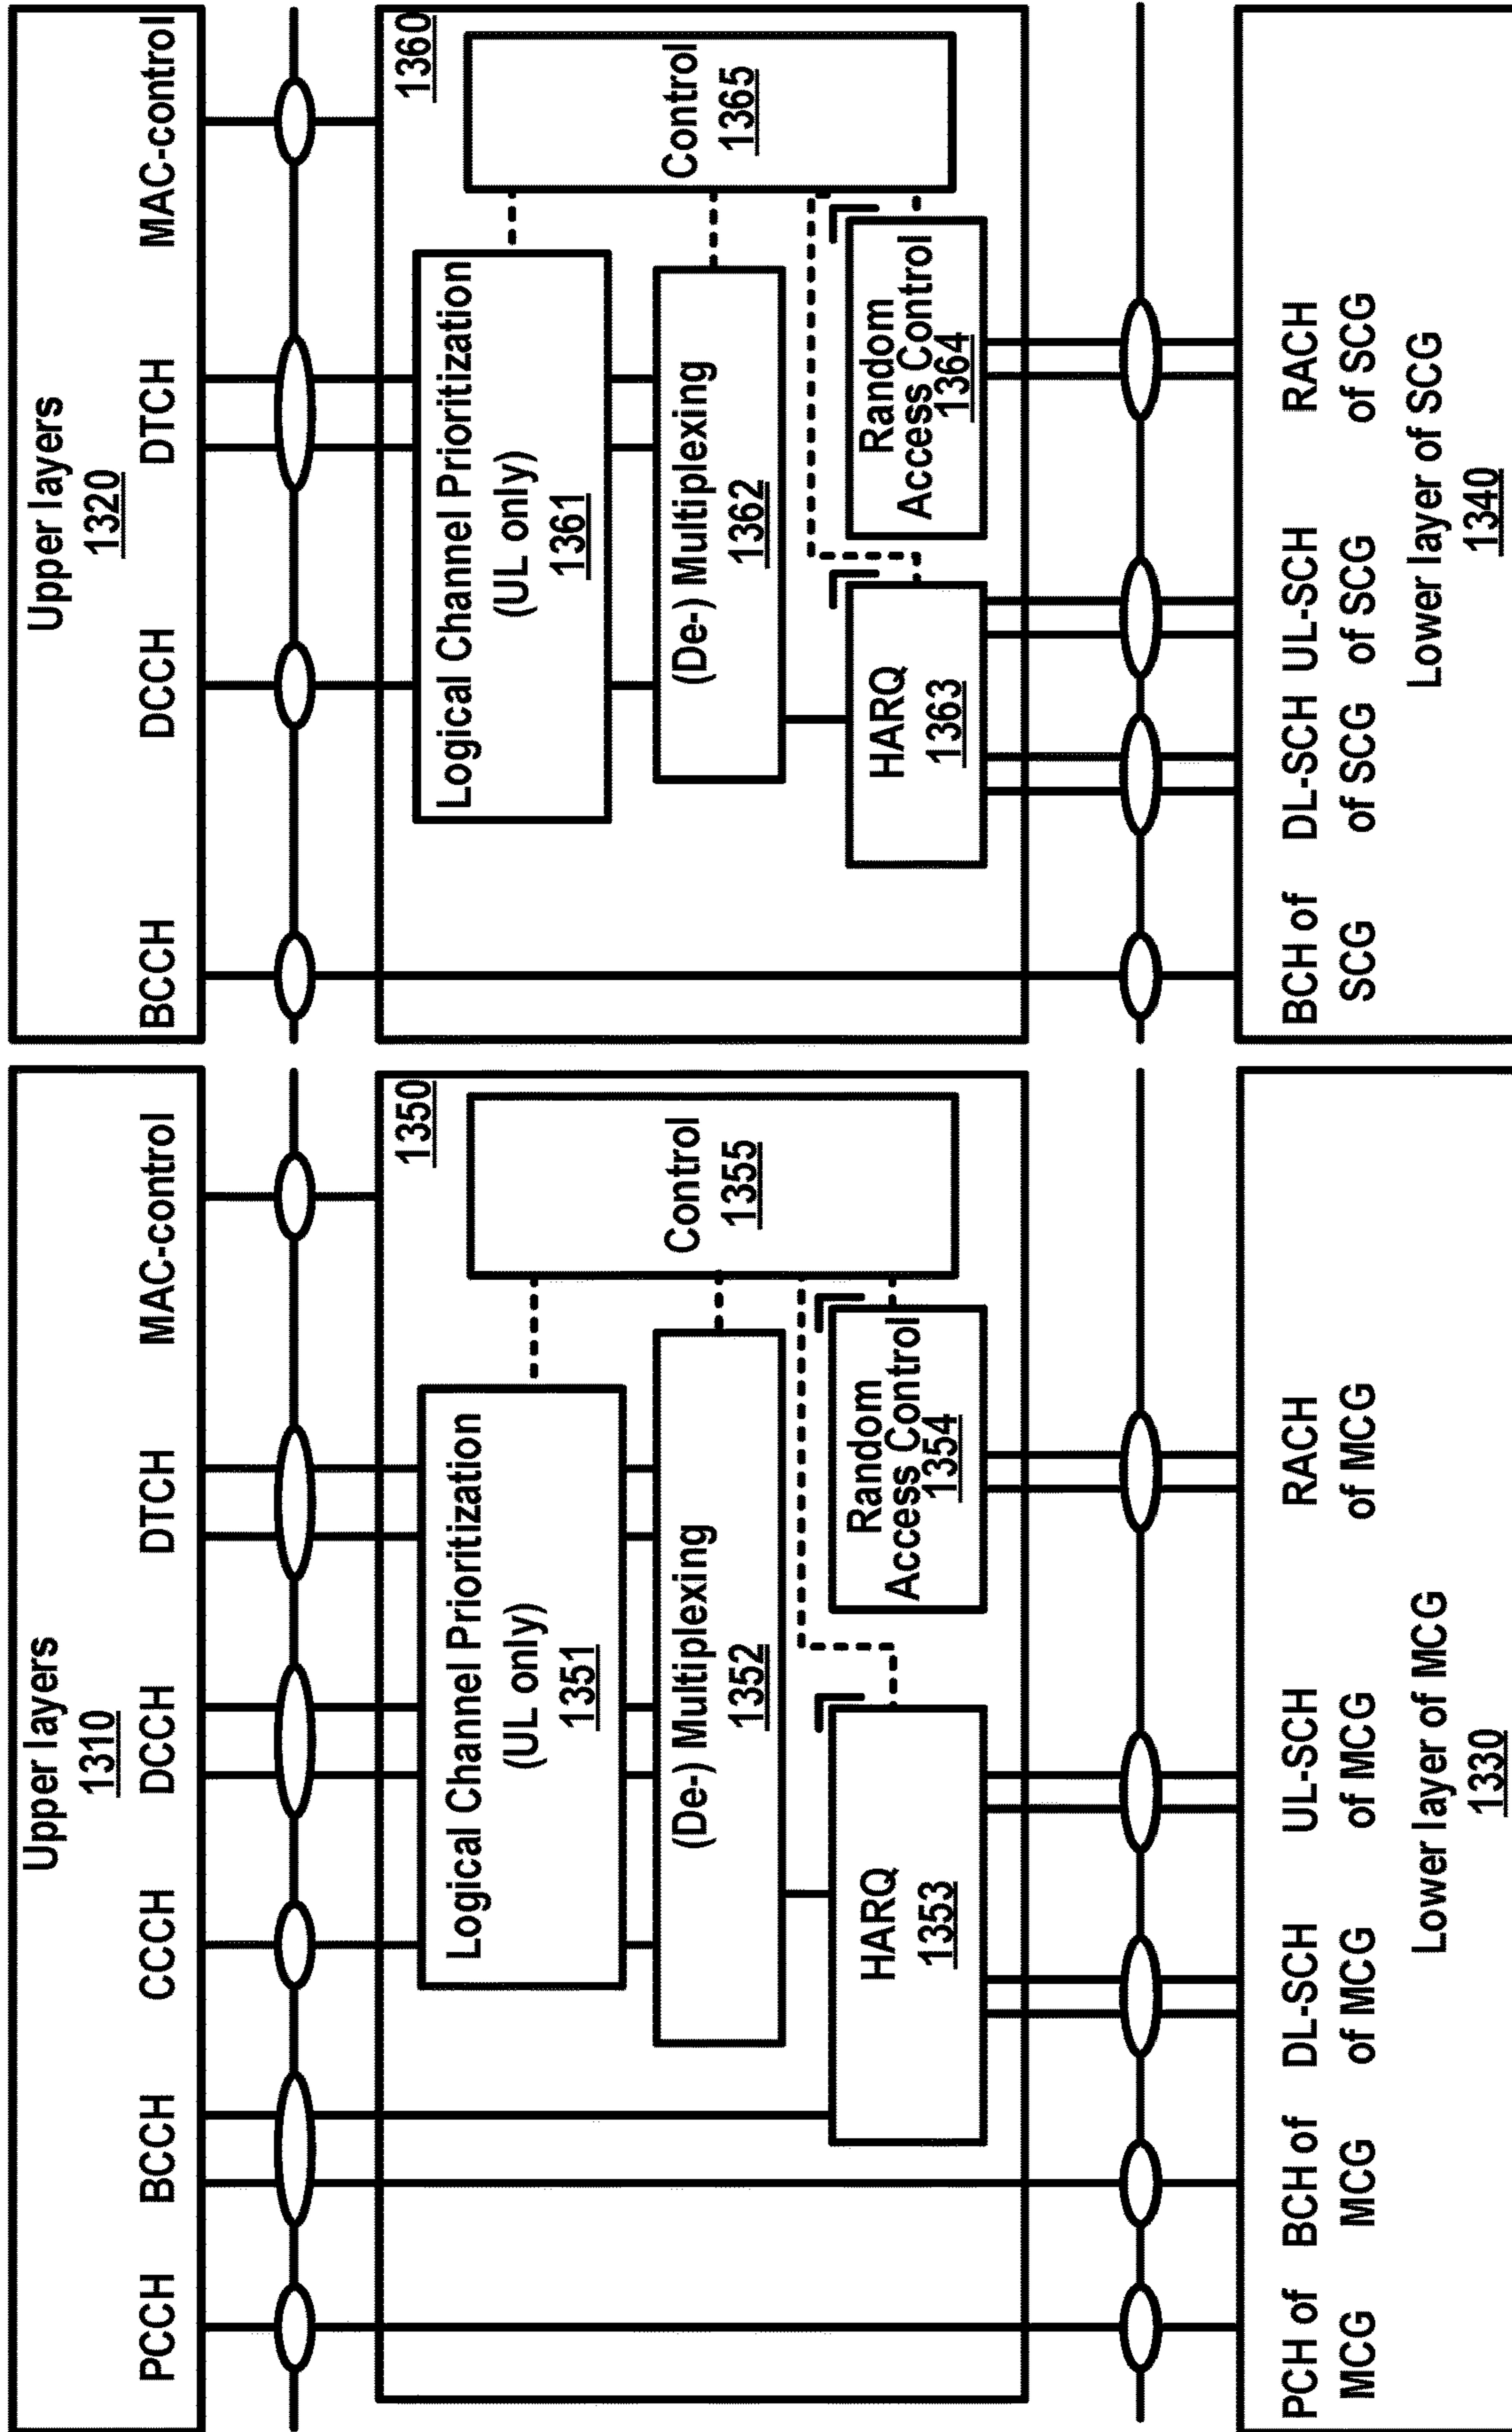 Upper layers
1310
PCCH
BCCH
CCCH
DCCH
DTCH
MAC-control
1350
Logical Channel Prioritization
(UL only)
1351
(De-) Multiplexing
1352
HARQ
1353
Random
Access Control
1354
Control
1355
PCH of
MCG
BCH of
MCG
DL-SCH
of MCG
UL-SCH
of MCG
RACH
of MCG
Lower layer of MCG
1330
Upper layers
1320
BCCH
DCCH
DTCH
MAC-control
1360
Logical Channel Prioritization
(UL only)
1361
(De-) Multiplexing
1362
HARQ
1363
Random
Access Control
1364
Control
1365
BCH of
SCG
DL-SCH
of SCG
UL-SCH
of SCG
RACH
of SCG
Lower layer of SCG
1340